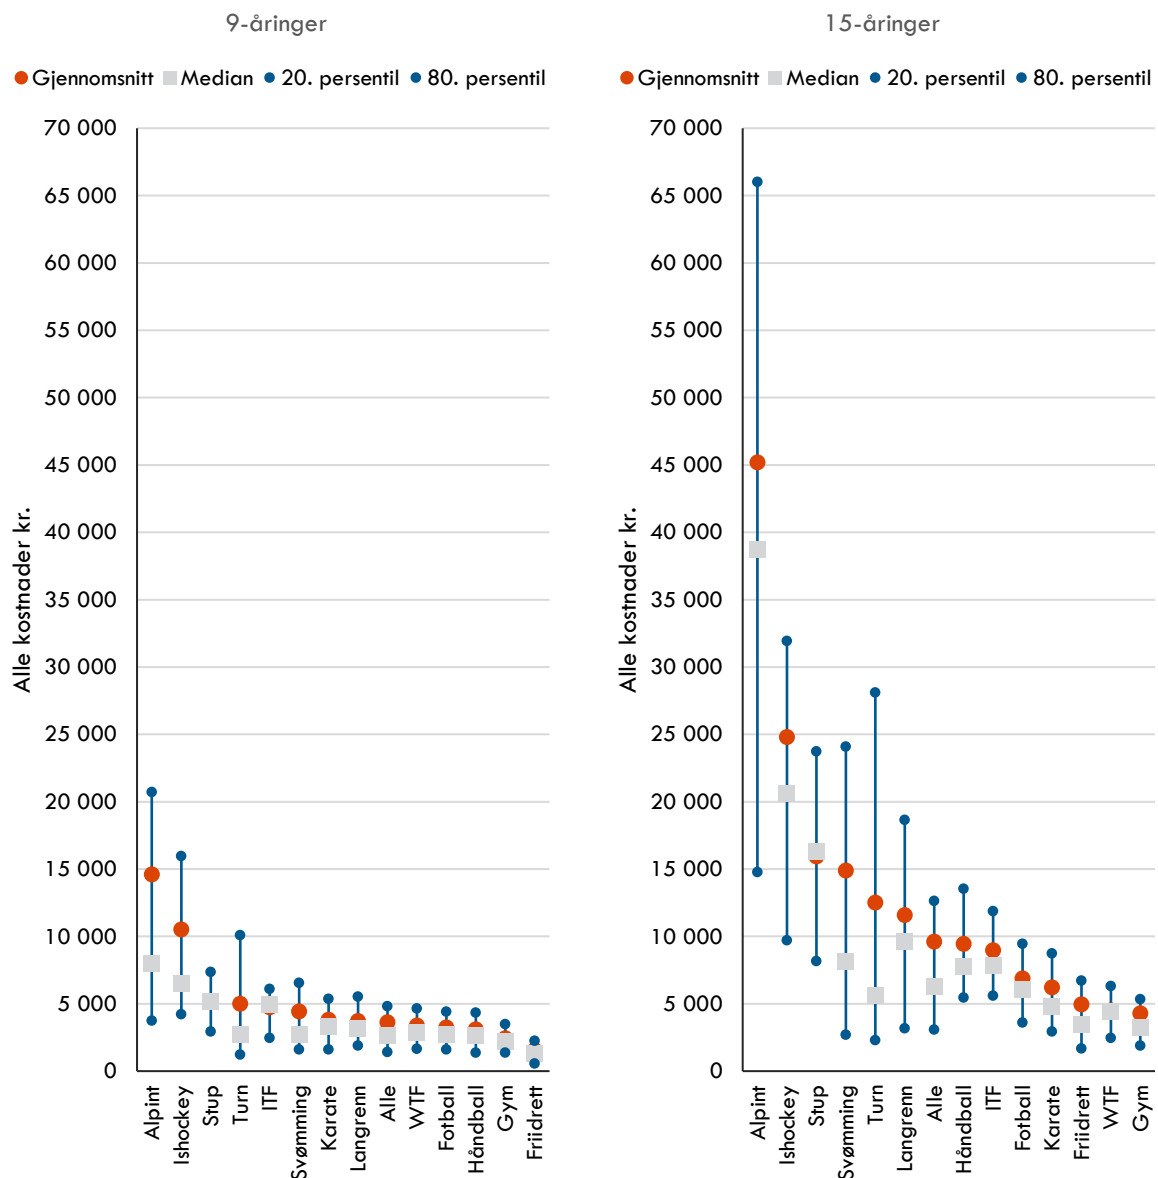 9-åringer
Gjennomsnitt Median 20. persentil 80. persentil
70 000
65 000
60 000
55 000
50 000
45 000
40 000
35 000
30 000
25 000
20 000
15 000
10 000
5 000
0
Alle kostnader kr.
Alpint
Ishockey
Stup
Turn
ITF
Svømming
Karate
Langrenn
Alle
WTF
Fotball
Håndball
Gym
Friidrett
15-åringer
Gjennomsnitt Median 20. persentil 80. persentil
70 000
65 000
60 000
55 000
50 000
45 000
40 000
35 000
30 000
25 000
20 000
15 000
10 000
5 000
0
Alle kostnader kr.
Alpint
Ishockey
Stup
Svømming
Turn
Langrenn
Alle
Håndball
ITF
Fotball
Karate
Friidrett
WTF
Gym